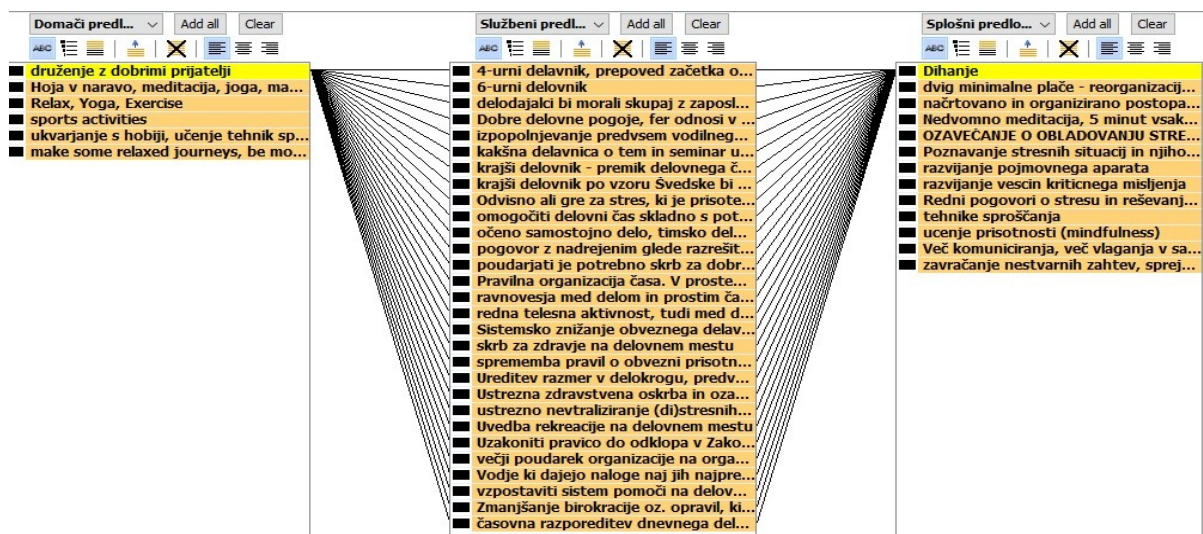 Domači predl...
Add all
Clear
ABC
druženje z dobrimi prijatelji
Hoja v naravo, meditacija, joga, ma...
Relax, Yoga, Exercise
sports activities
ukvarjanje s hobiji, učenje tehnik sp...
make some relaxed journeys, be mo...
Službeni predl...
Add all
Clear
ABC
4-urni delavnik, prepoved začetka o...
6-urni delovnik
delodajalci bi morali skupaj z zaposl...
Dobre delovne pogoje, fer odnosi v ...
izpopolnjevanje predvsem vodilneg...
kakšna delavnica o tem in seminar u...
krajši delovnik - premik delovnega č...
krajši delovnik po vzoru Švedske bi ...
Odvisno ali gre za stres, ki je prisote...
omogočiti delovni čas skladno s pot...
očeno samostojno delo, timsko del...
pogovor z nadrejenim glede razrešit...
poudarjati je potrebno skrb za dobr...
Pravilna organizacija časa. V proste...
ravnovesja med delom in prostim ča...
redna telesna aktivnost, tudi med d...
Sistemsko znižanje obveznega delav...
skrb za zdravje na delovnem mestu
sprememba pravil o obvezni prisotn...
Ureditev razmer v delokrogu, predv...
Ustrezna zdravstvena oskrba in oza...
ustrezno nevtraliziranje (di)stresnih...
Uvedba rekreacije na delovnem mestu
Uzakoniti pravico do odklopa v Zako...
večji poudarek organizacije na orga...
Vodje ki dajejo naloge naj jih najpre...
vzpostaviti sistem pomoči na delov...
Zmanjšanje birokracije oz. opravil, ki...
časovna razporeditev dnevnega del...
Splošni predlo...
Add all
Clear
ABC
Dihanje
dvig minimalne plače - reorganizacij...
načrtovano in organizirano postopa...
Nedvomno meditacija, 5 minut vsak...
OZAVEČANJE O OBLADOVANJU STRE...
Poznavanje stresnih situacij in njiho...
razvijanje pojmovnega aparata
razvijanje vescin kriticnega misljenja
Redni pogovori o stresu in reševanj...
tehnike sproščanja
ucenje prisotnosti (mindfulness)
Več komuniciranja, več vlaganja v sa...
zavračanje nestvarnih zahtev, sprej...